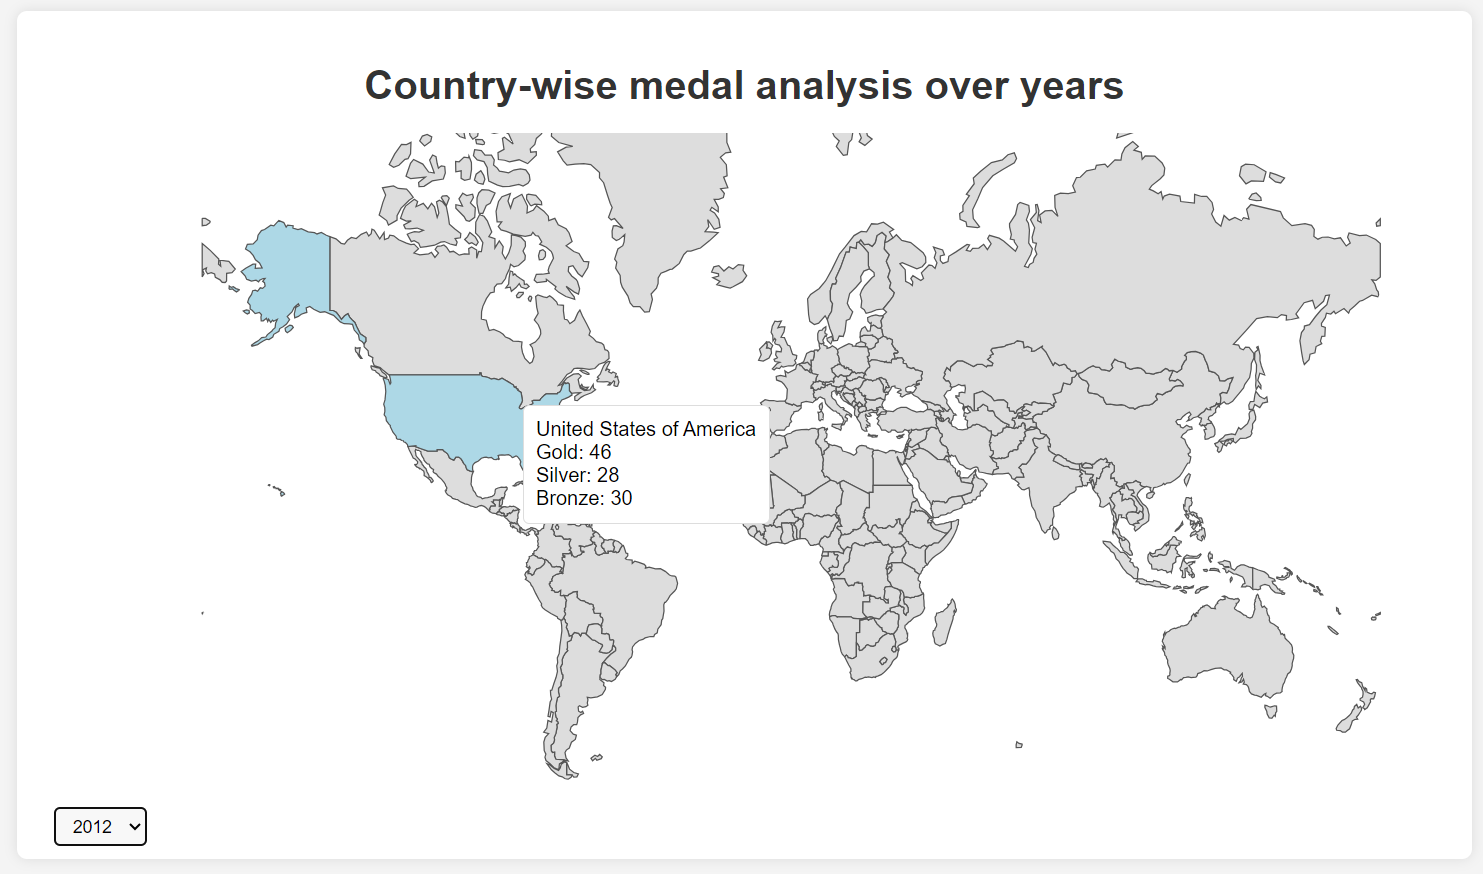 Country-wise medal analysis over years
United States of America
Gold: 46
Silver: 28
Bronze: 30
2012